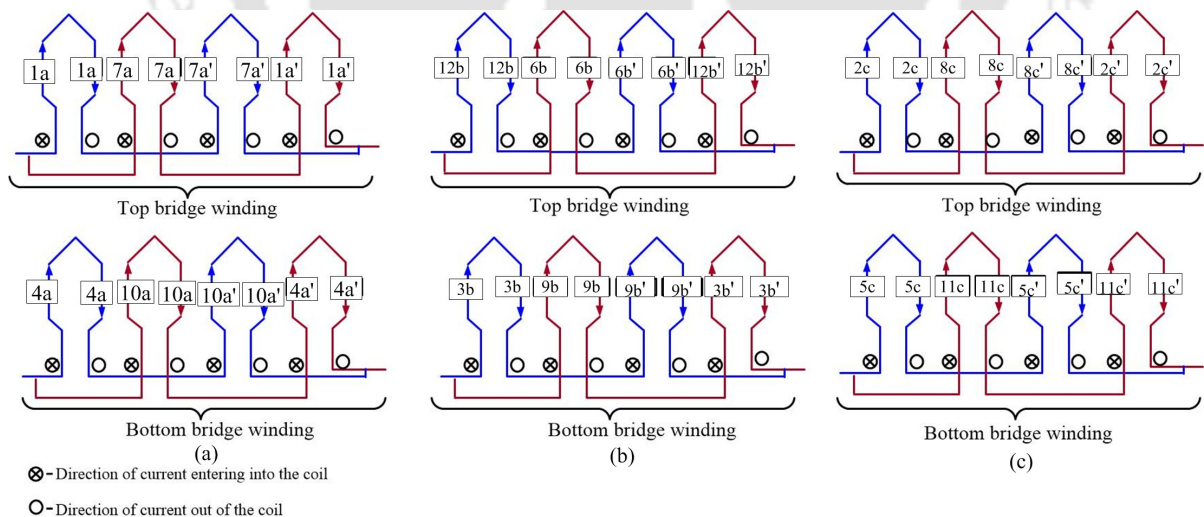 1a 1a 7a 7a 7a' 7a' 1a' 1a'
Top bridge winding
4a 4a 10a 10a 10a' 10a' 4a' 4a'
Bottom bridge winding
(a)
12b 12b 6b 6b 6b' 6b' 12b' 12b'
Top bridge winding
3b 3b 9b 9b 9b' 9b' 3b' 3b'
Bottom bridge winding
(b)
2c 2c 8c 8c 8c' 8c' 2c' 2c'
Top bridge winding
5c 5c 11c 11c 5c' 5c' 11c' 11c'
Bottom bridge winding
(c)
- Direction of current entering into the coil
- Direction of current out of the coil